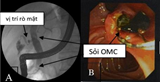 vị trí rò mật
Sỏi OMC
A
B